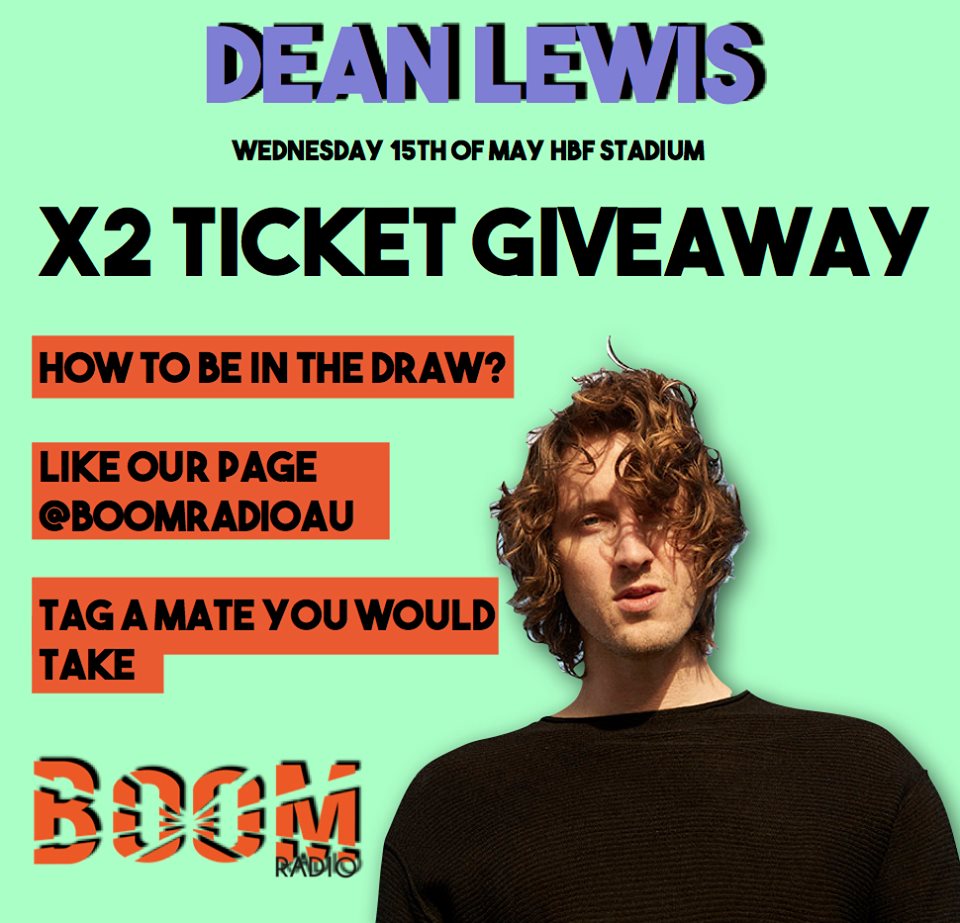 DEAN LEWIS
WEDNESDAY 15TH OF MAY HBF STADIUM
X2 TICKET GIVEAWAY
HOW TO BE IN THE DRAW?
LIKE OUR PAGE
@BOOMRADIOAU
TAG A MATE YOU WOULD
TAKE
BOOM
RADIO